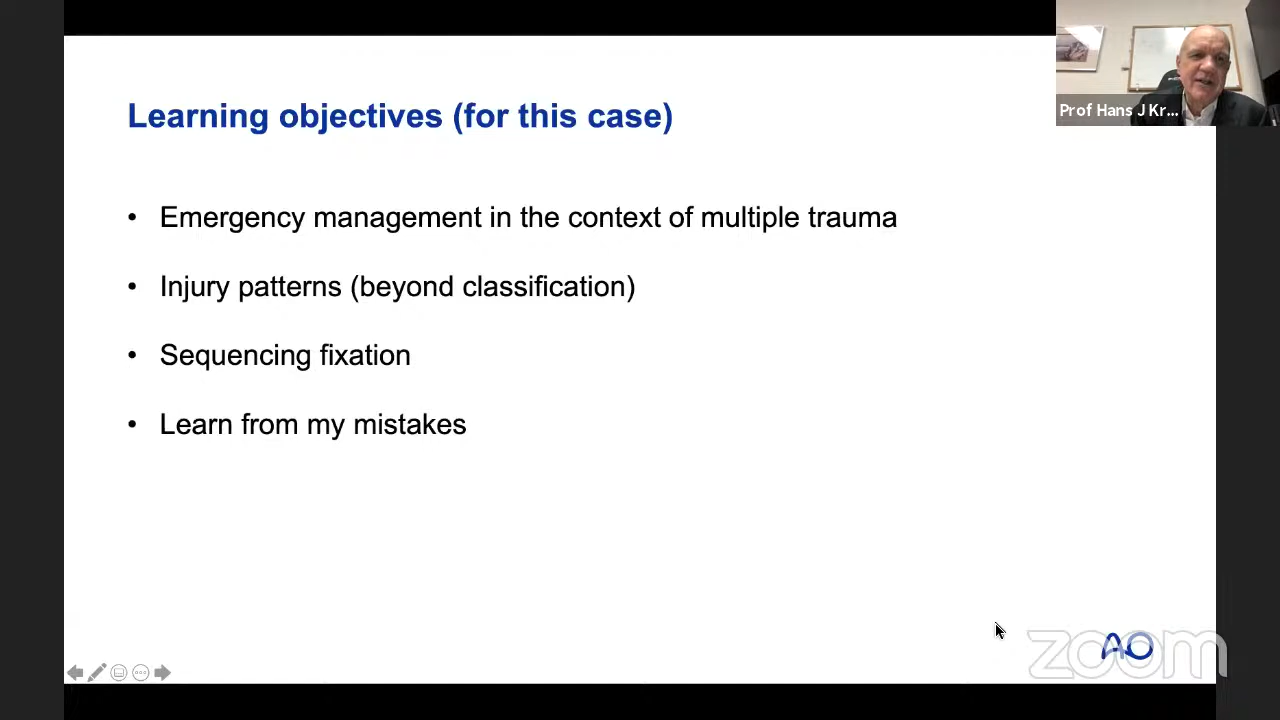 Learning objectives (for this case)
Prof Hans J Kr...
• Emergency management in the context of multiple trauma
• Injury patterns (beyond classification)
• Sequencing fixation
• Learn from my mistakes
AO
zoom